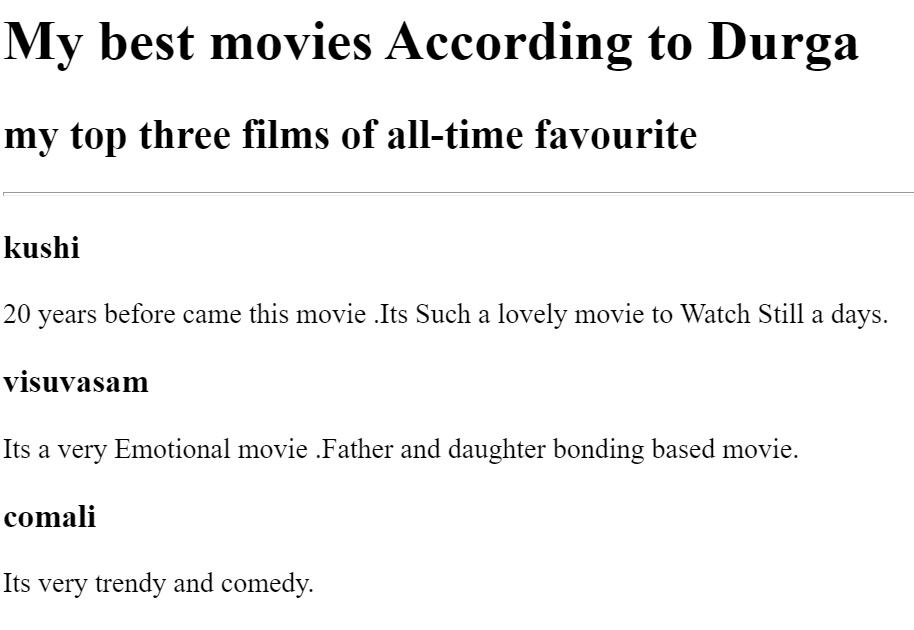 My best movies According to Durga
my top three films of all-time favourite
kushi
20 years before came this movie .Its Such a lovely movie to Watch Still a days.
visuvasam
Its a very Emotional movie .Father and daughter bonding based movie.
comali
Its very trendy and comedy.